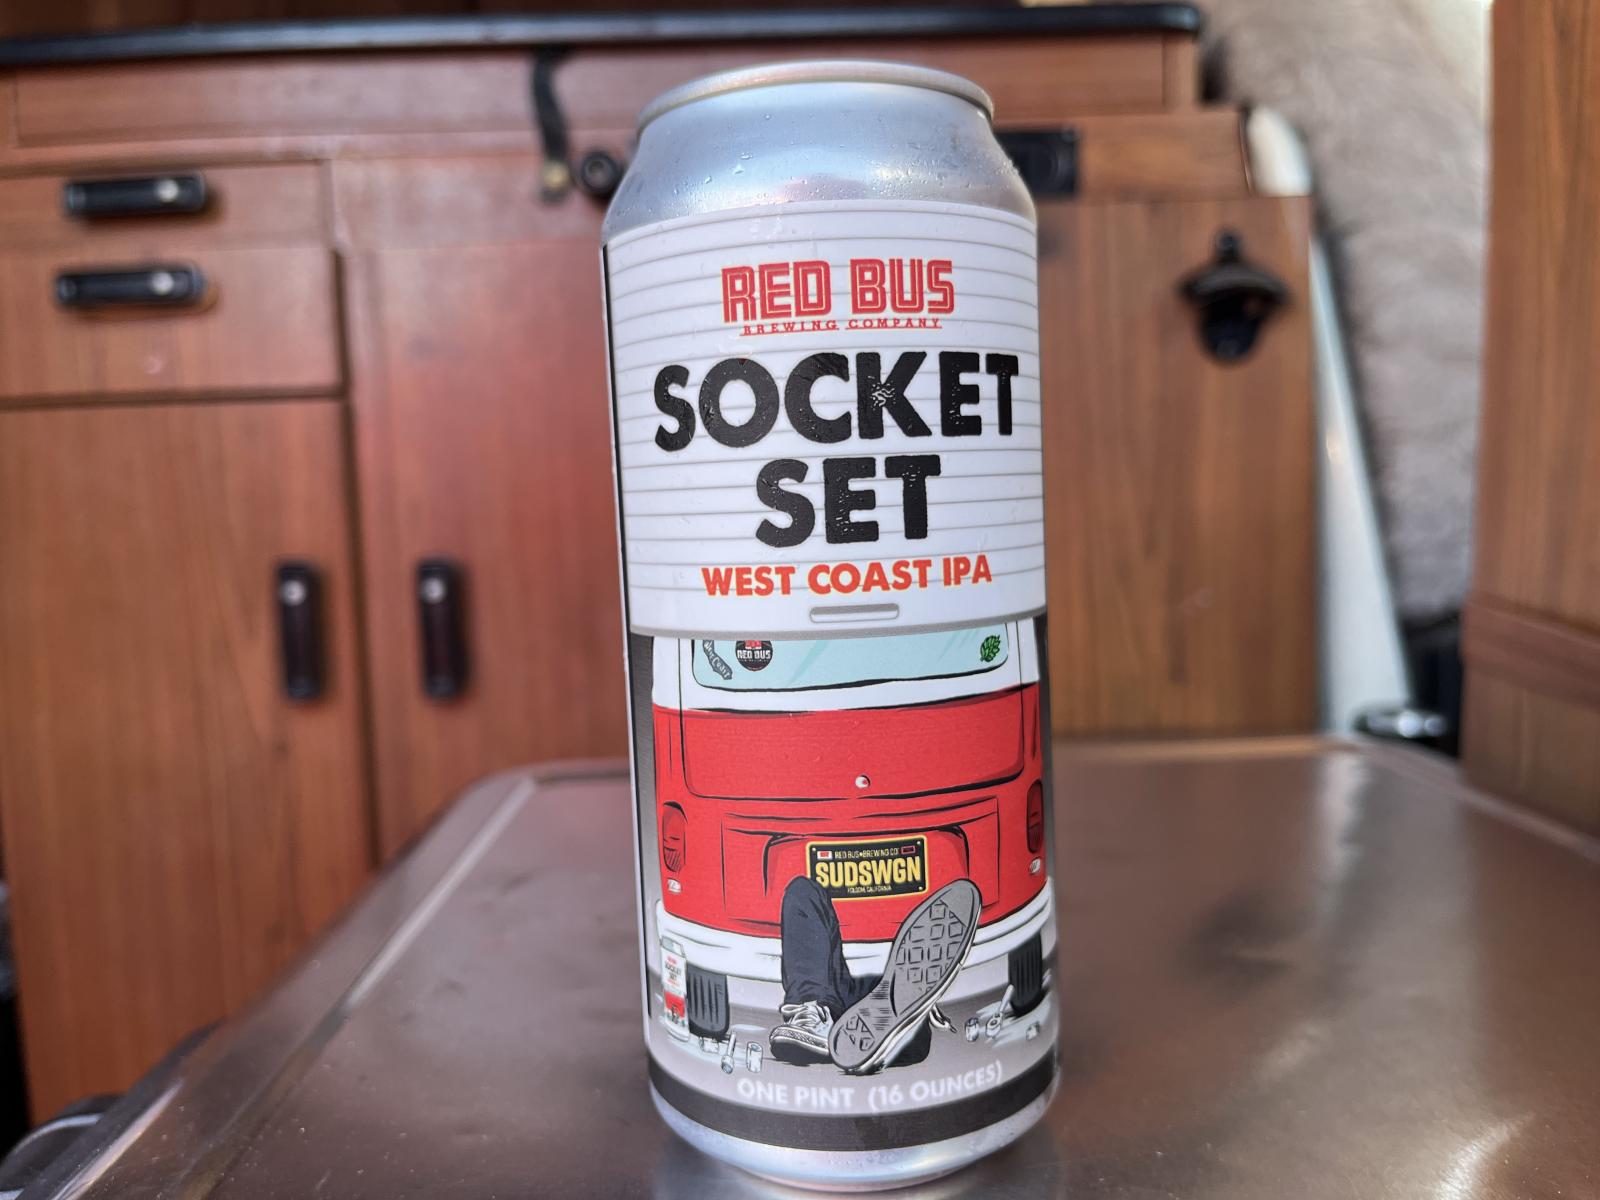 RED BUS
BREWING COMPANY
SOCKET
SET
WEST COAST IPA
RED BUS
RED BUS BREWING CO
SUDSWGN
FOLSOM, CALIFORNIA
SOCKET
SET
ONE PINT (16 OUNCES)